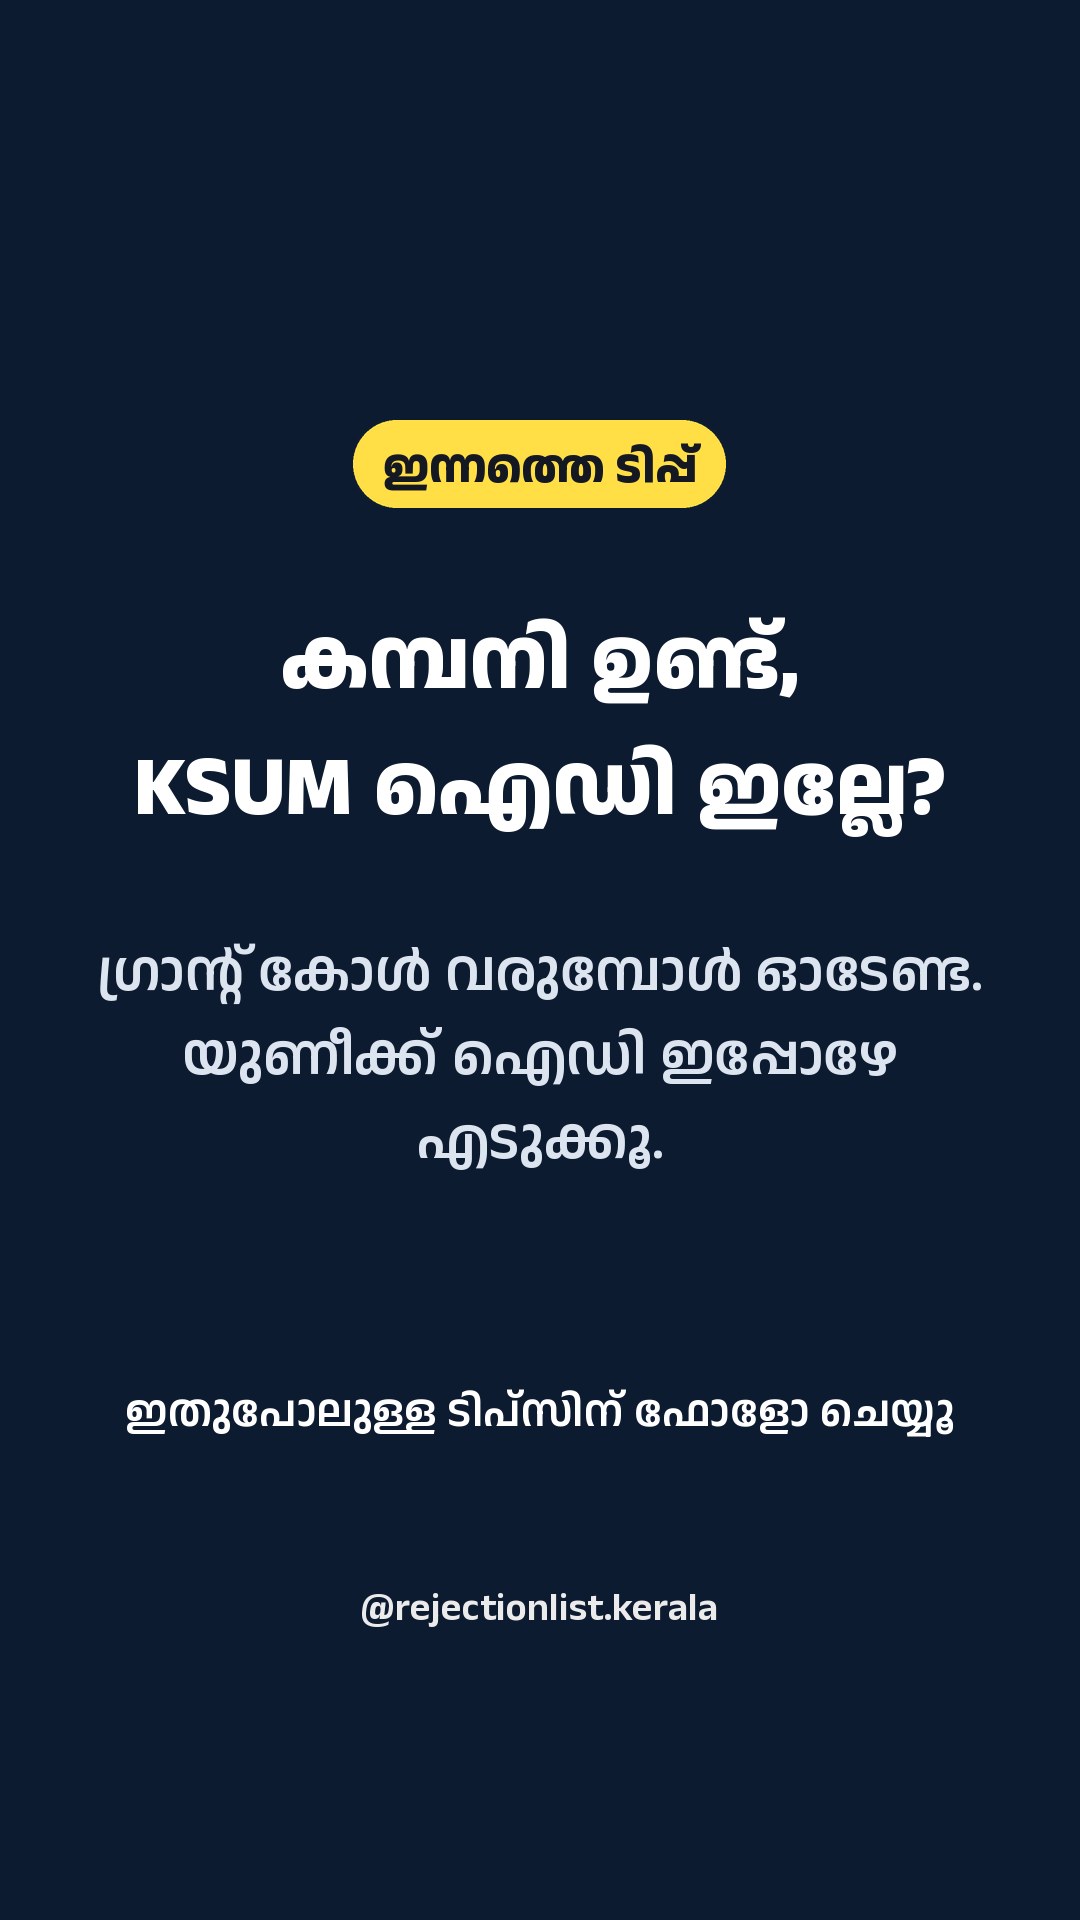 ഇന്നത്തെ ടിപ്പ്
കമ്പനി ഉണ്ട്,
KSUM ഐഡി ഇല്ലേ?
ഗ്രാന്റ് കോൾ വരുമ്പോൾ ഓടേണ്ട.
യുണീക്ക് ഐഡി ഇപ്പോഴേ
എടുക്കൂ.
ഇതുപോലുള്ള ടിപ്സിന് ഫോളോ ചെയ്യൂ
@rejectionlist.kerala